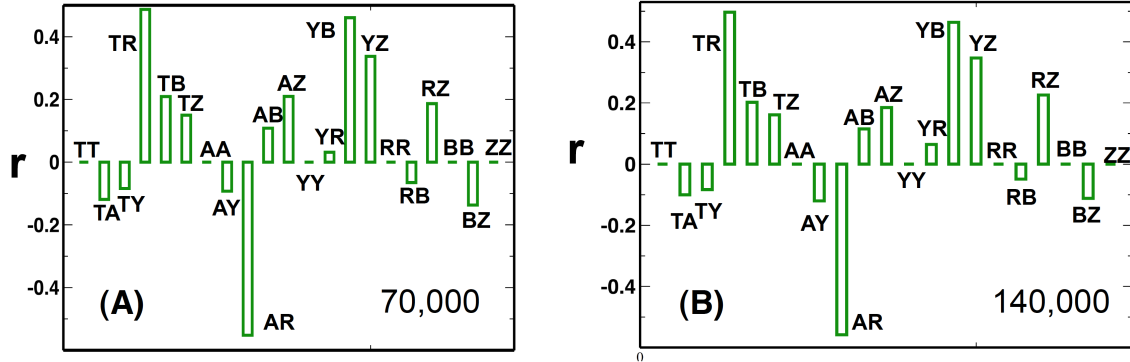 r
0.4
0.2
0
-0.2
-0.4
TT
TA
TY
TR
TB
TZ
AA
AY
AR
AB
AZ
YY
YR
YB
YZ
RR
RB
RZ
BB
BZ
ZZ
(A)
70,000
r
0.4
0.2
0
-0.2
-0.4
TT
TA
TY
TR
TB
TZ
AA
AY
AR
AB
AZ
YY
YR
YB
YZ
RR
RB
RZ
BB
BZ
ZZ
(B)
140,000
0